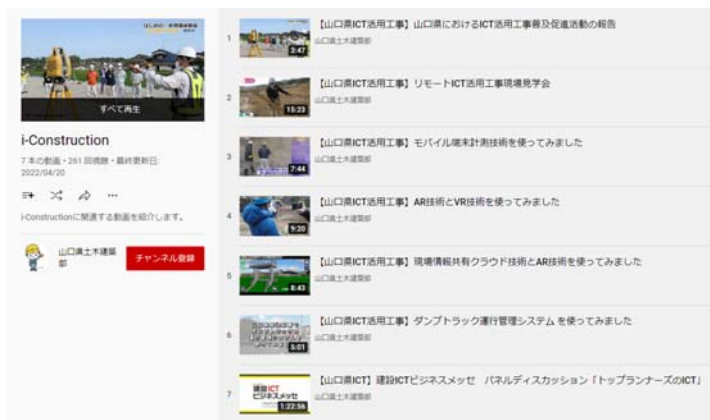 すべて再生
i-Construction
7 本の動画・261 回視聴・最終更新日:
2022/04/20
i-Constructionに関連する動画を紹介します。
山口県土木建築
部
チャンネル登録
1
3:47
【山口県ICT活用工事】山口県におけるICT活用工事普及促進活動の報告
山口県土木建築部
2
15:23
【山口県ICT活用工事】リモートICT活用工事現場見学会
山口県土木建築部
3
7:44
【山口県ICT活用工事】モバイル端末計測技術を使ってみました
山口県土木建築部
4
9:20
【山口県ICT活用工事】AR技術とVR技術を使ってみました
山口県土木建築部
5
8:43
【山口県ICT活用工事】現場情報共有クラウド技術とAR技術を使ってみました
山口県土木建築部
6
5:01
【山口県ICT活用工事】ダンプトラック運行管理システム を使ってみました
山口県土木建築部
7
建設ICT
ビジネスメッセ
1:22:56
【山口県ICT】建設ICTビジネスメッセ パネルディスカッション「トップランナーズのICT」
山口県土木建築部